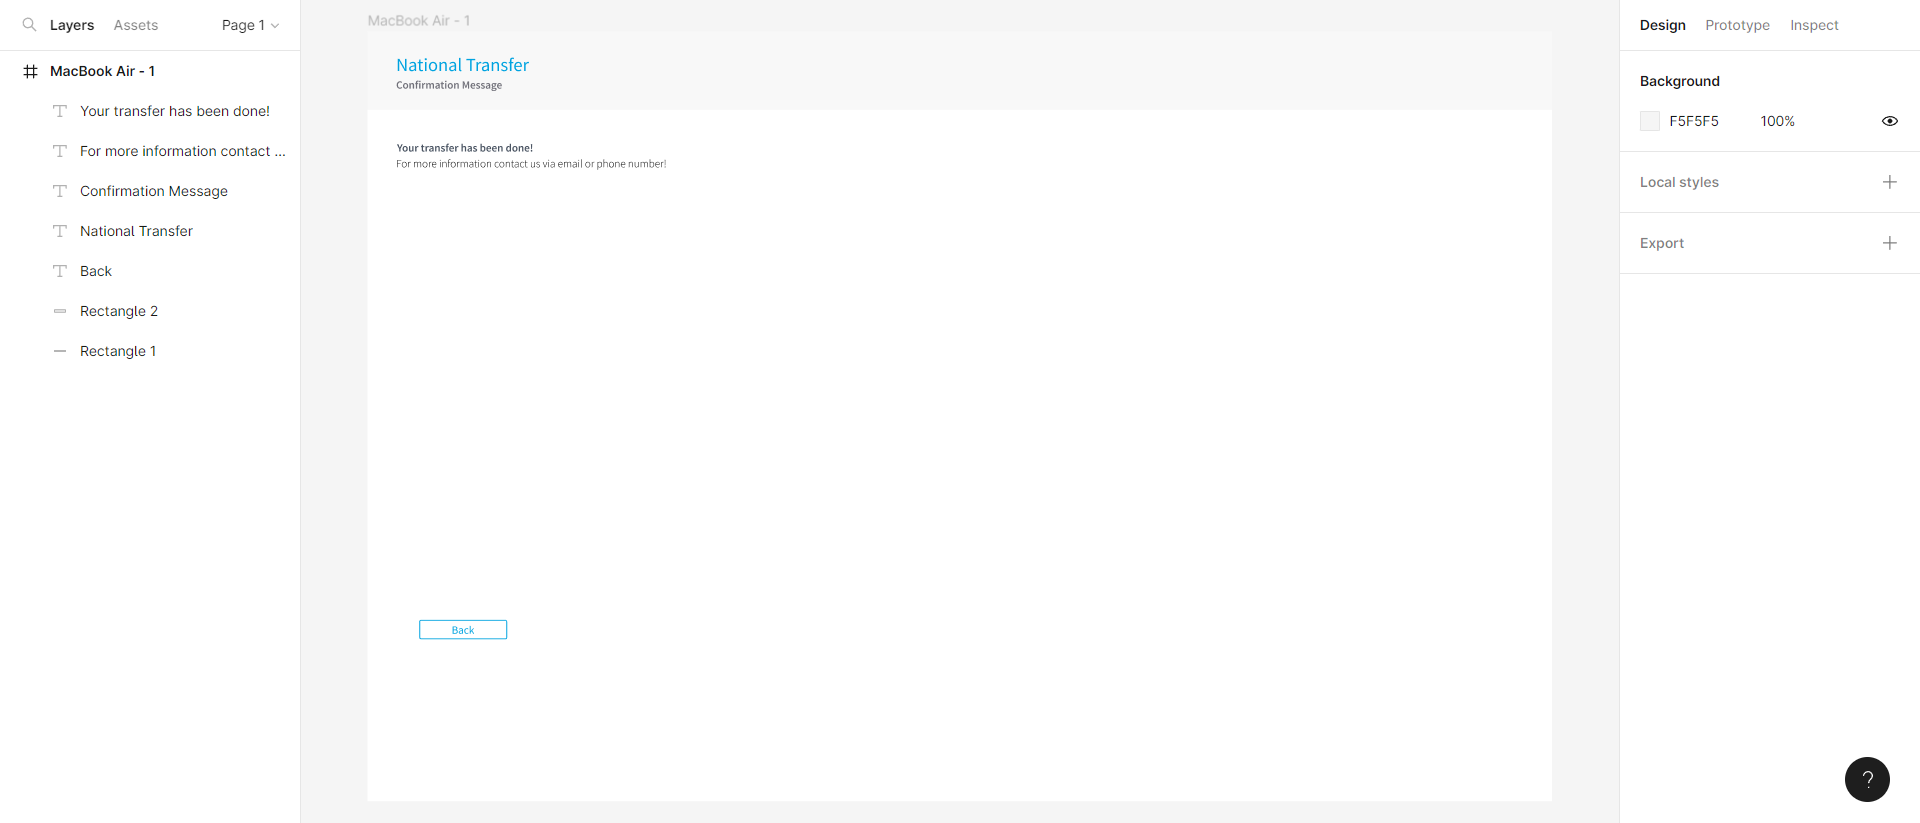 Layers Assets Page 1
MacBook Air - 1
Your transfer has been done!
For more information contact ...
Confirmation Message
National Transfer
Back
Rectangle 2
Rectangle 1
MacBook Air - 1
National Transfer
Confirmation Message
Your transfer has been done!
For more information contact us via email or phone number!
Back
Design Prototype Inspect
Background
F5F5F5 100%
Local styles
Export
?